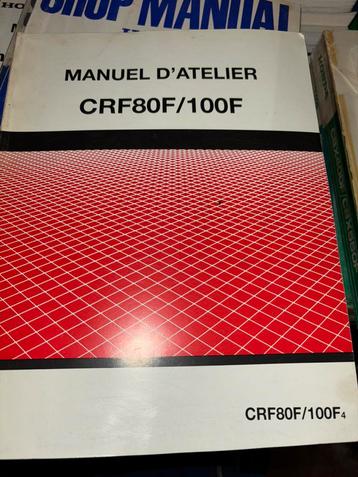 SHOP MANUAL
MANUEL D'ATELIER
CRF80F/100F
CRF80F/100F4